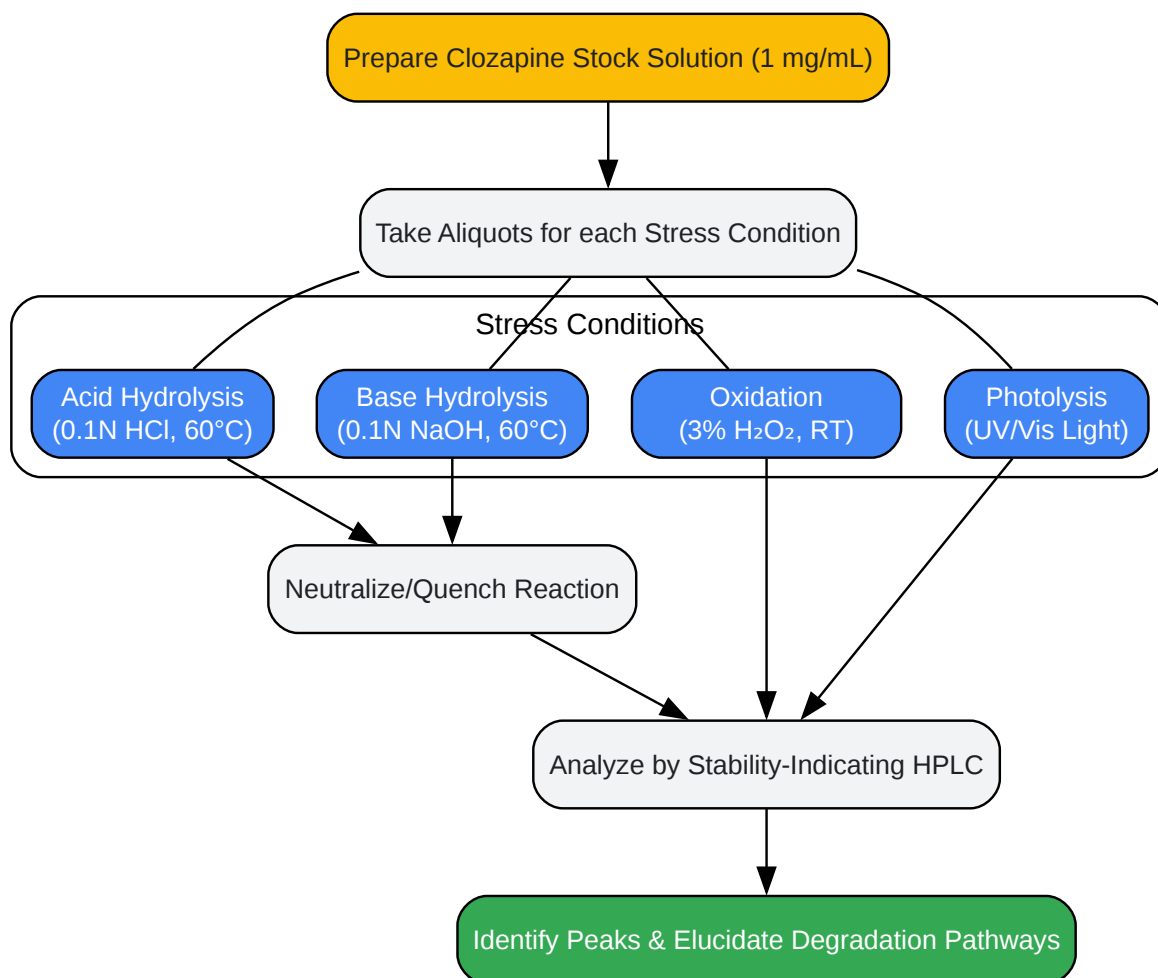 Prepare Clozapine Stock Solution (1 mg/mL)
Take Aliquots for each Stress Condition
Stress Conditions
Acid Hydrolysis
(0.1N HCl, 60°C)
Base Hydrolysis
(0.1N NaOH, 60°C)
Oxidation
(3% H₂O₂, RT)
Photolysis
(UV/Vis Light)
Neutralize/Quench Reaction
Analyze by Stability-Indicating HPLC
Identify Peaks & Elucidate Degradation Pathways